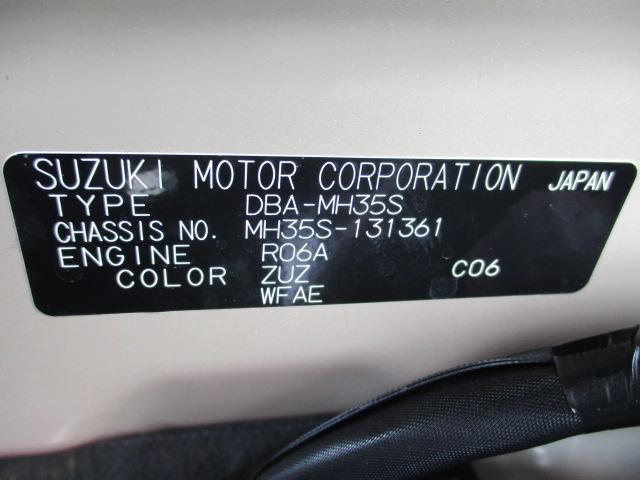 SUZUKI MOTOR CORPORATION JAPAN
TYPE DBA-MH35S
CHASSIS NO. MH35S-131361
ENGINE R06A
COLOR ZUZ C06
WFAE